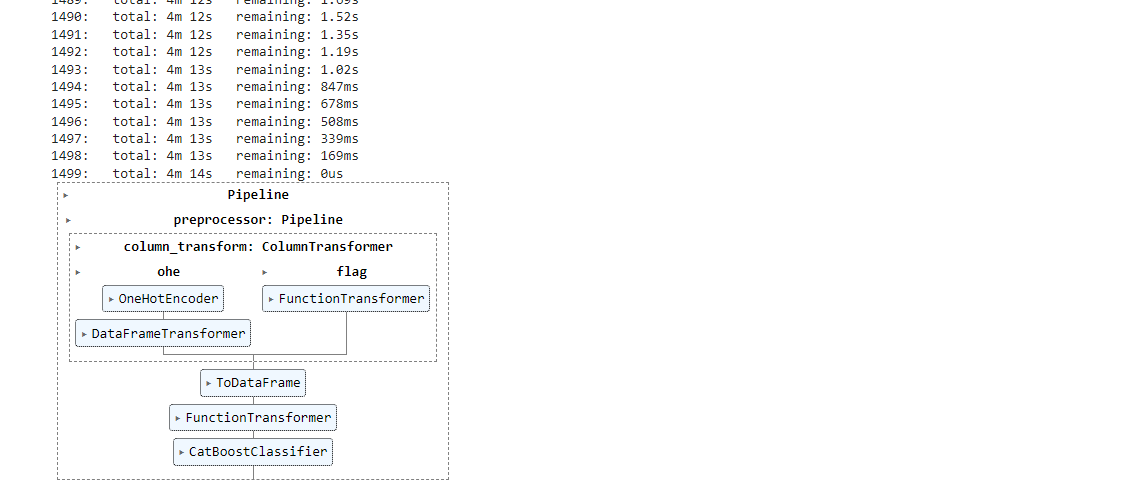 1489:   total: 4m 12s   remaining: 1.69s
1490:   total: 4m 12s   remaining: 1.52s
1491:   total: 4m 12s   remaining: 1.35s
1492:   total: 4m 12s   remaining: 1.19s
1493:   total: 4m 13s   remaining: 1.02s
1494:   total: 4m 13s   remaining: 847ms
1495:   total: 4m 13s   remaining: 678ms
1496:   total: 4m 13s   remaining: 508ms
1497:   total: 4m 13s   remaining: 339ms
1498:   total: 4m 13s   remaining: 169ms
1499:   total: 4m 14s   remaining: 0us
Pipeline
preprocessor: Pipeline
column_transform: ColumnTransformer
ohe flag
OneHotEncoder FunctionTransformer
DataFrameTransformer
ToDataFrame
FunctionTransformer
CatBoostClassifier